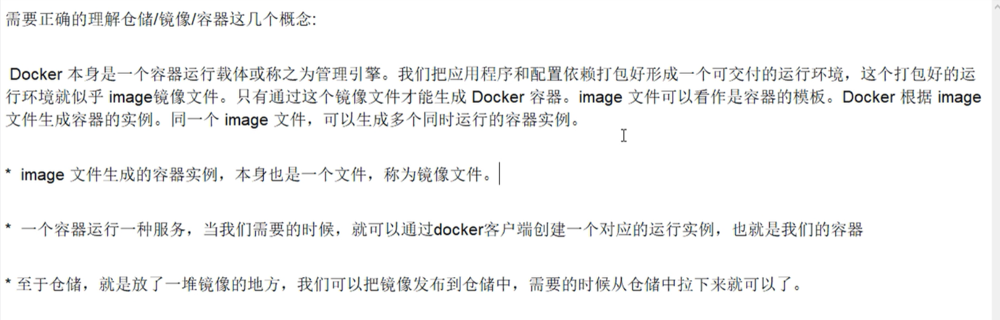 需要正确的理解仓储/镜像/容器这几个概念:
Docker 本身是一个容器运行载体或称之为管理引擎。我们把应用程序和配置依赖打包好形成一个可交付的运行环境，这个打包好的运
行环境就似乎 image镜像文件。只有通过这个镜像文件才能生成 Docker 容器。image 文件可以看作是容器的模板。Docker 根据 image
文件生成容器的实例。同一个 image 文件，可以生成多个同时运行的容器实例。
* image 文件生成的容器实例，本身也是一个文件，称为镜像文件。
* 一个容器运行一种服务，当我们需要的时候，就可以通过docker客户端创建一个对应的运行实例，也就是我们的容器
* 至于仓储，就是放了一堆镜像的地方，我们可以把镜像发布到仓储中，需要的时候从仓储中拉下来就可以了。